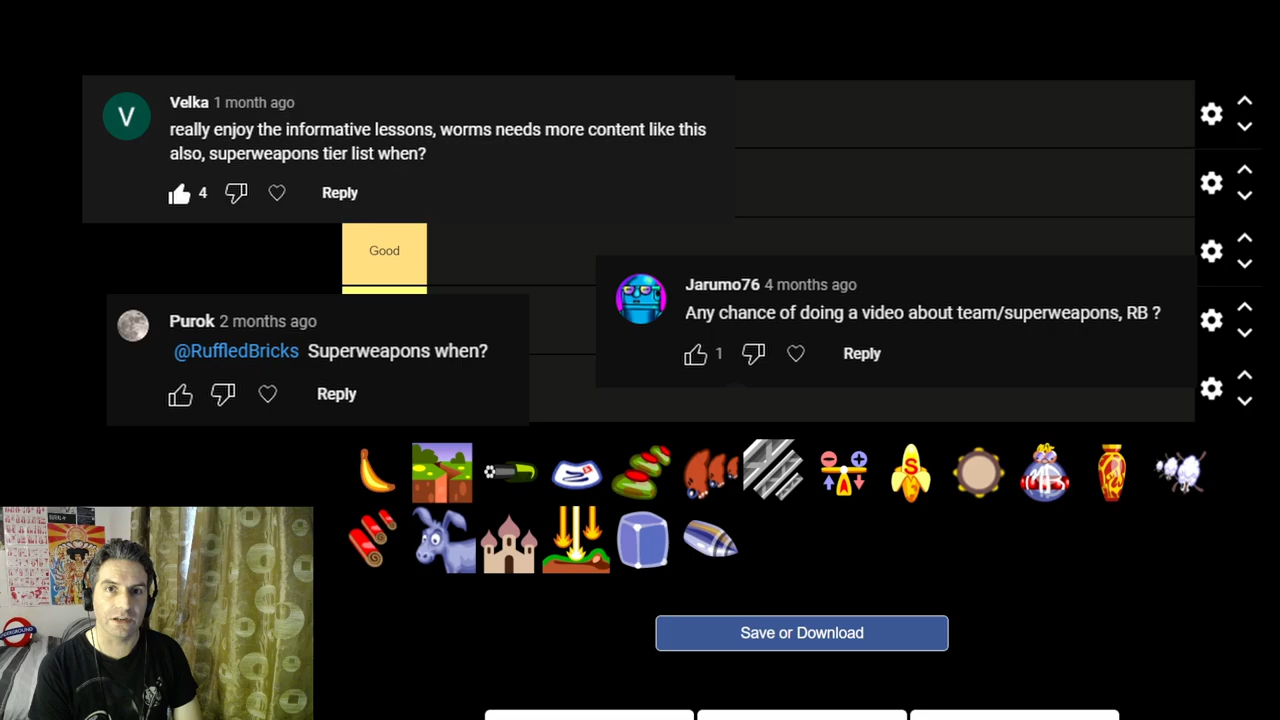 V
Velka 1 month ago
really enjoy the informative lessons, worms needs more content like this
also, superweapons tier list when?
4
Reply
Good
Jarumo76 4 months ago
Any chance of doing a video about team/superweapons, RB ?
1
Reply
Purok 2 months ago
@RuffledBricks Superweapons when?
Reply
S
A
MB
Save or Download